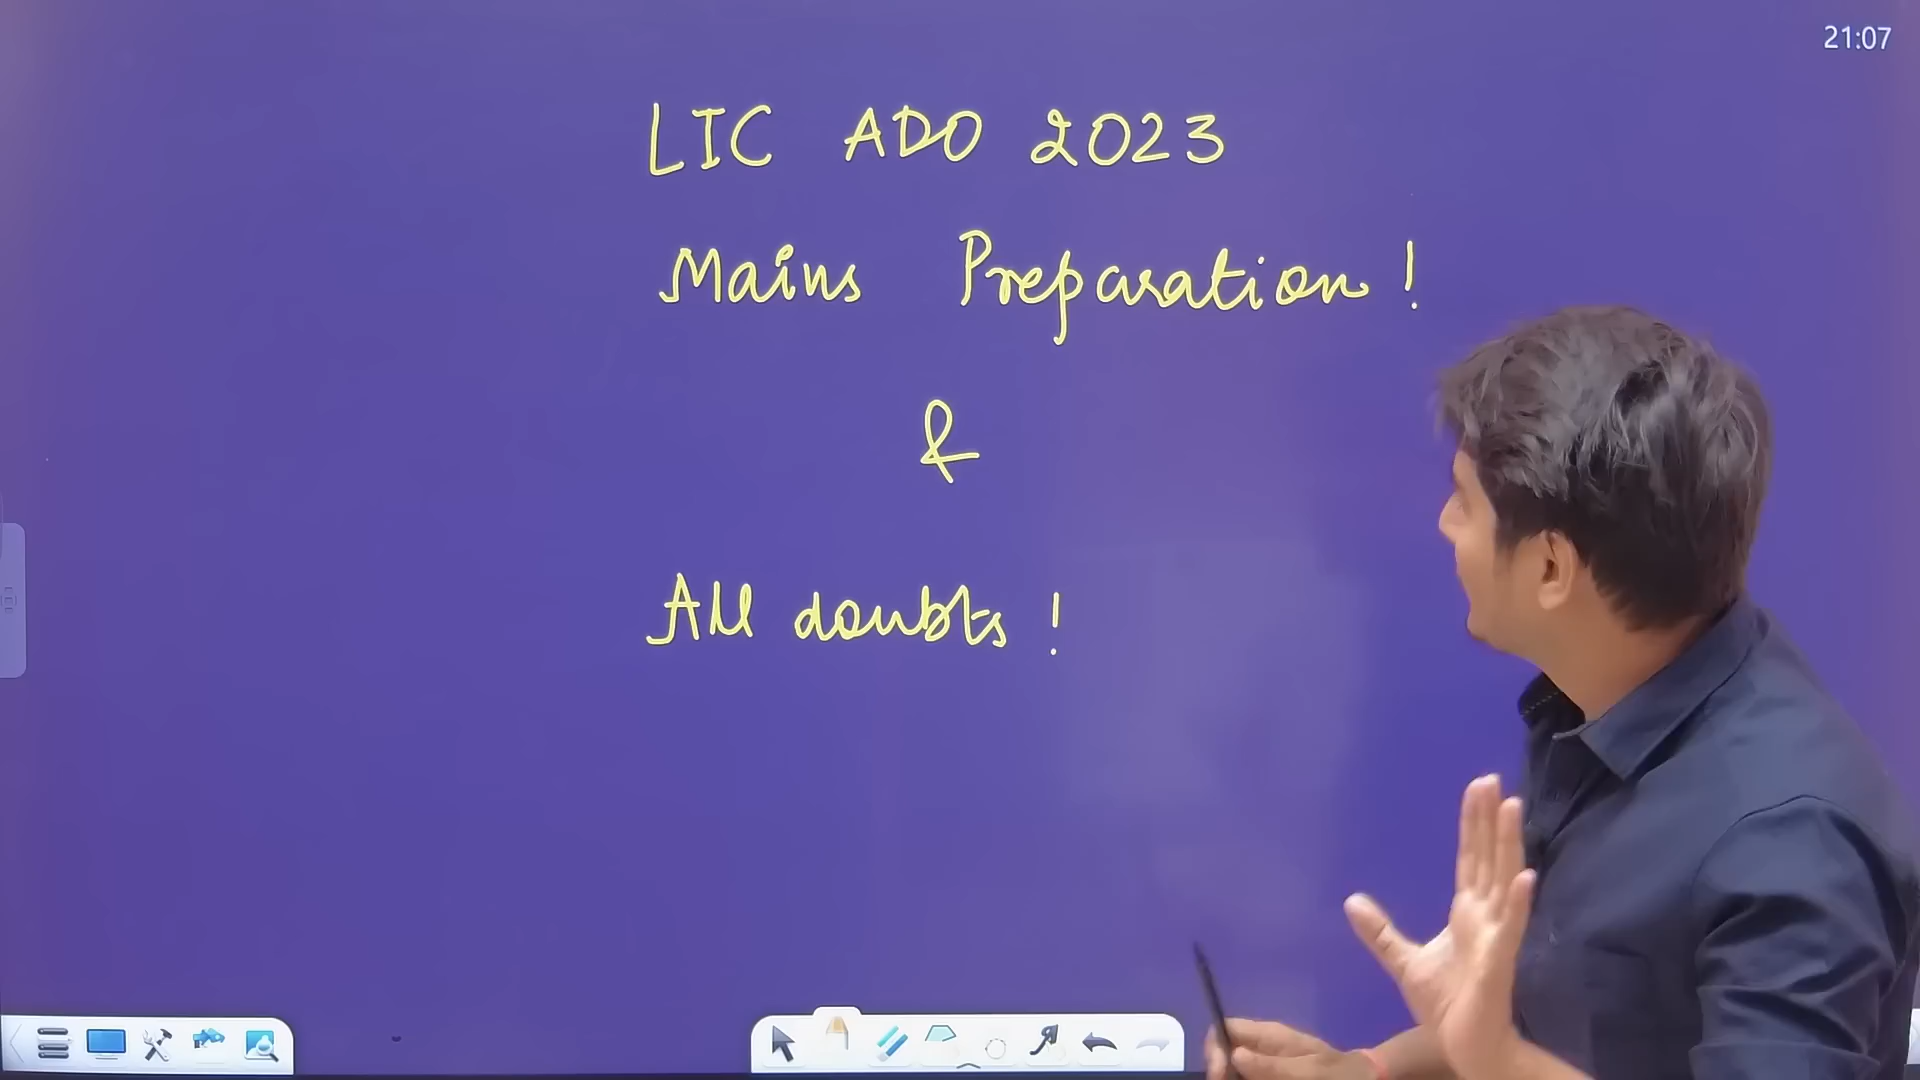 21:07
LIC ADO 2023
Mains Preparation !
&
All doubts !